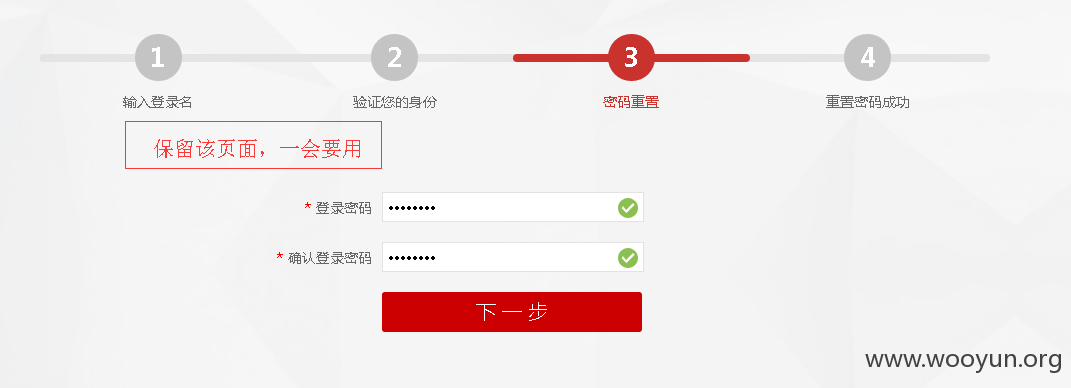 1 2 3 4
输入登录名 验证您的身份 密码重置 重置密码成功
保留该页面，一会要用
* 登录密码 ••••••••
* 确认登录密码 ••••••••
下一步
www.wooyun.org